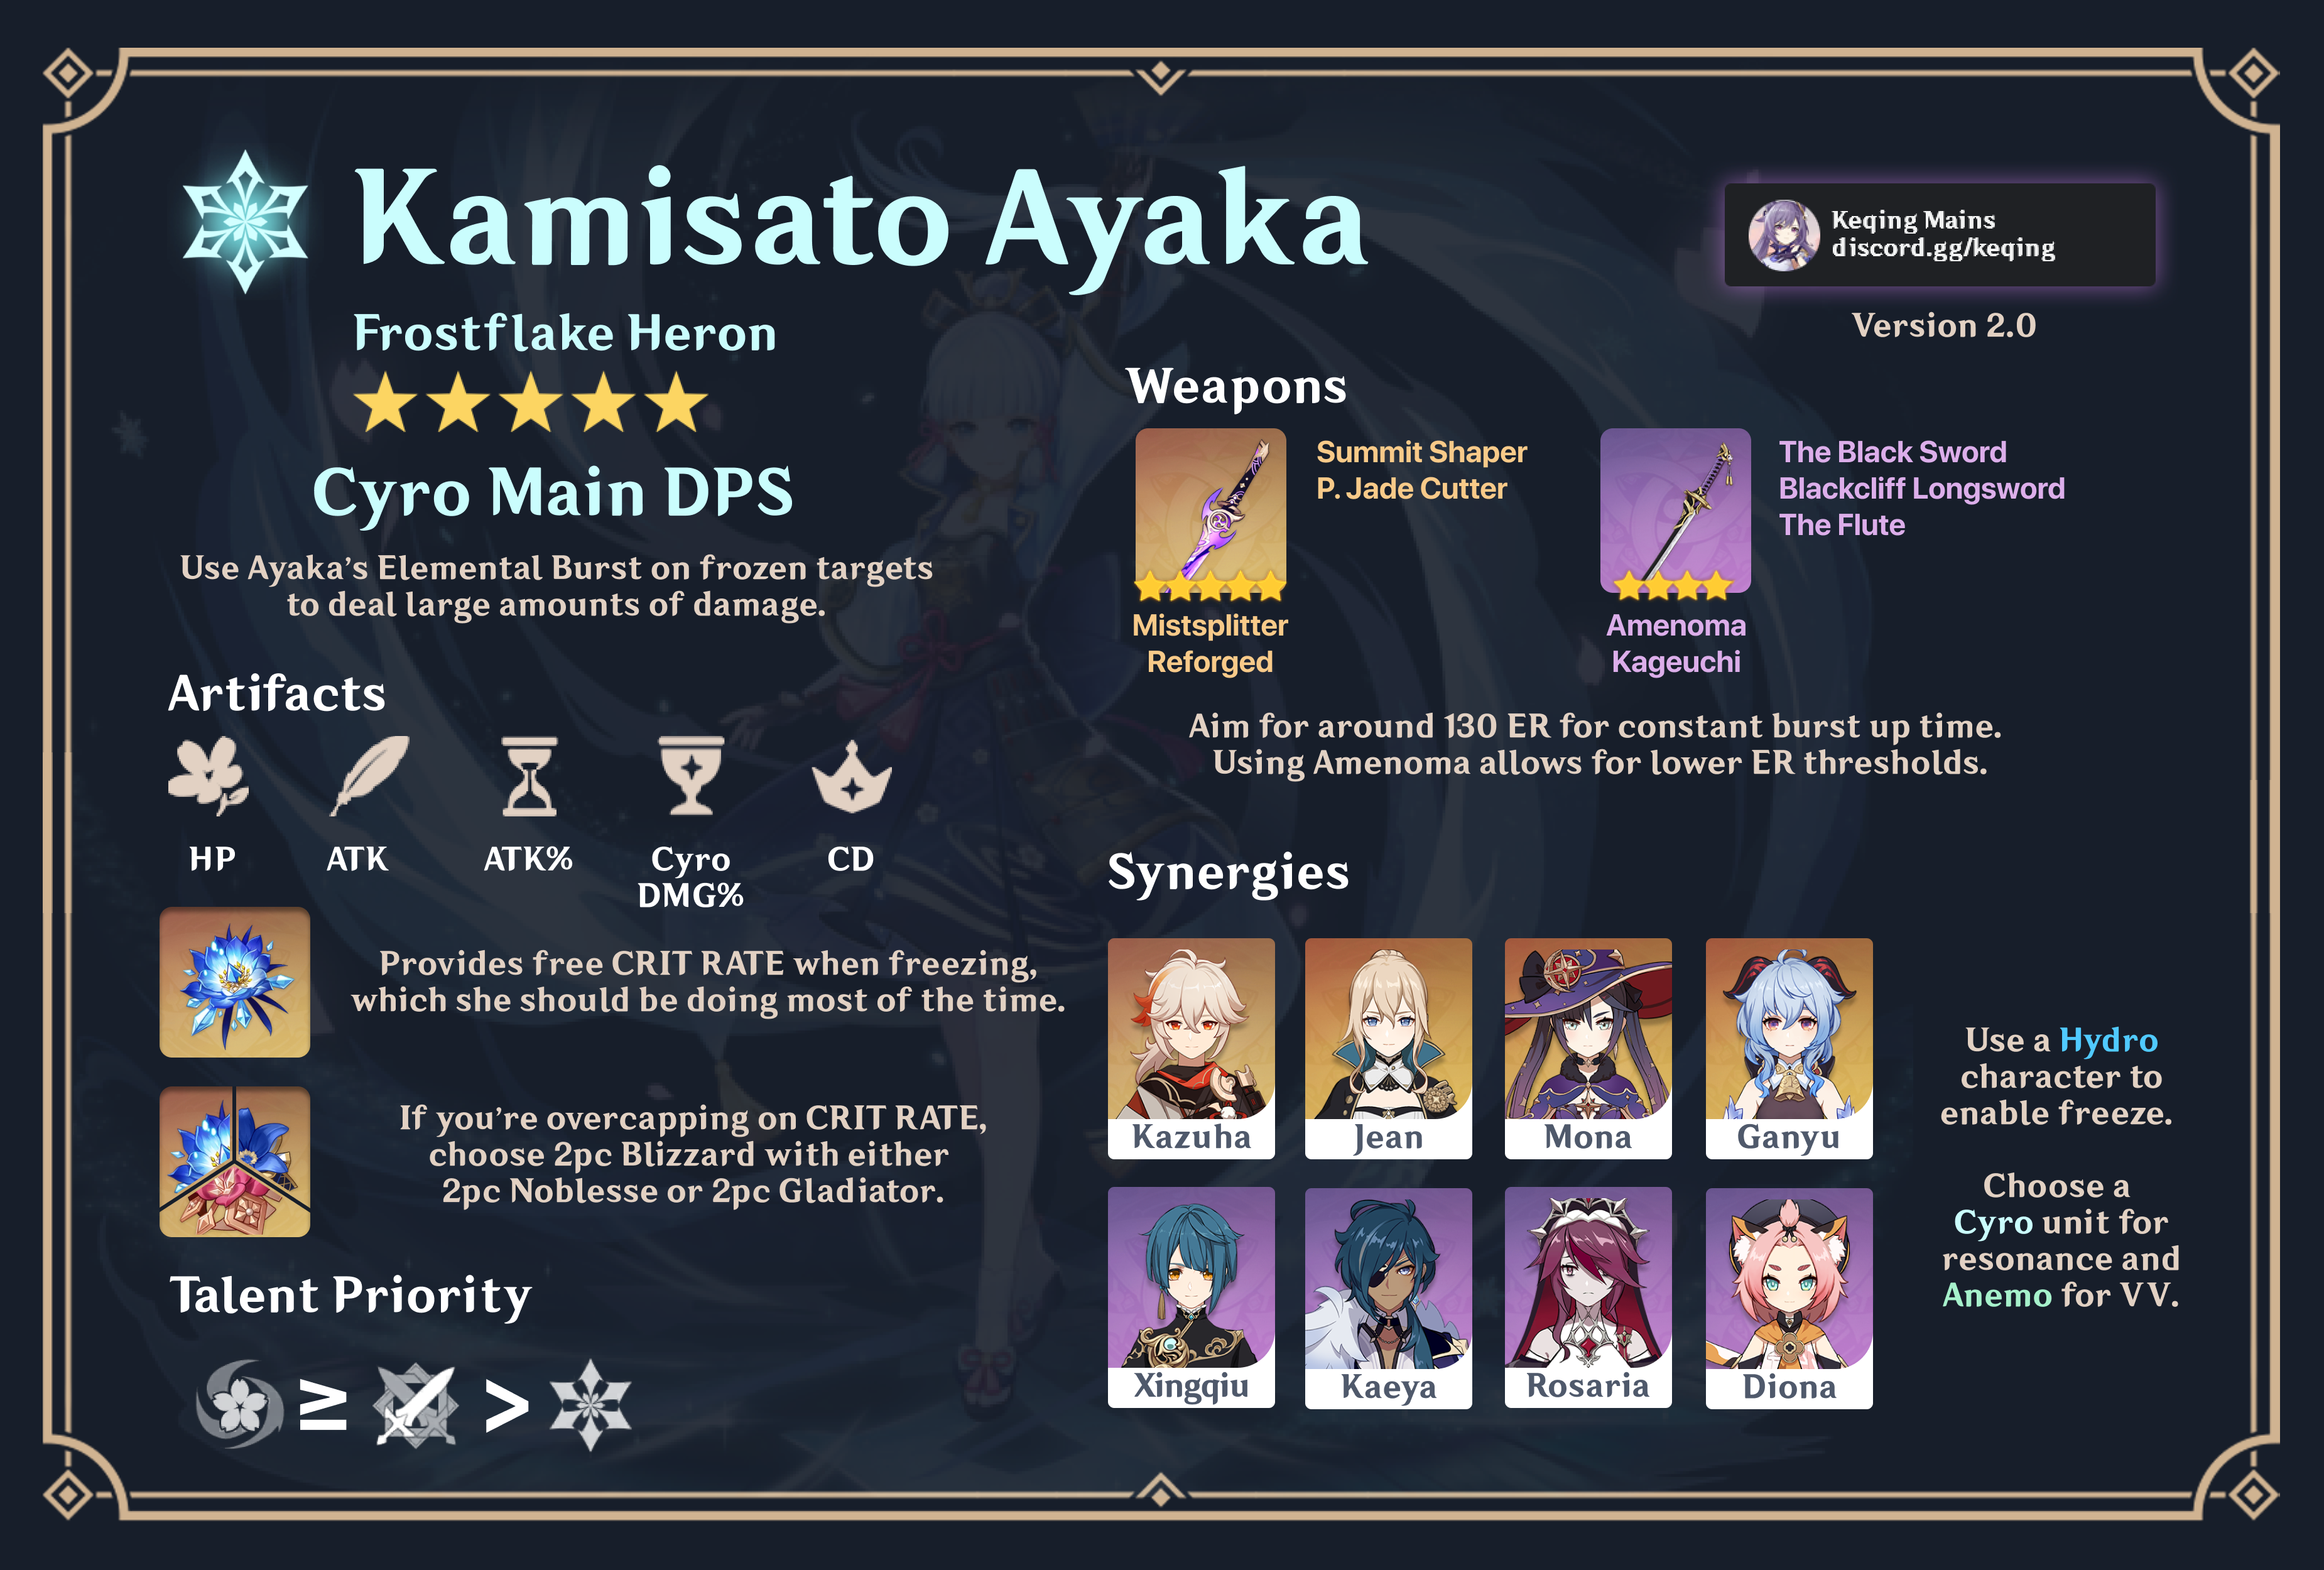 Kamisato Ayaka
Frostflake Heron
Cyro Main DPS
Use Ayaka's Elemental Burst on frozen targets
to deal large amounts of damage.
Artifacts
HP
ATK
ATK%
Cyro
DMG%
CD
Provides free CRIT RATE when freezing,
which she should be doing most of the time.
If you're overcapping on CRIT RATE,
choose 2pc Blizzard with either
2pc Noblesse or 2pc Gladiator.
Talent Priority
≥ >
Keqing Mains
discord.gg/keqing
Version 2.0
Weapons
Mistsplitter
Reforged
Summit Shaper
P. Jade Cutter
Amenoma
Kageuchi
The Black Sword
Blackcliff Longsword
The Flute
Aim for around 130 ER for constant burst up time.
Using Amenoma allows for lower ER thresholds.
Synergies
Kazuha
Jean
Mona
Ganyu
Xingqiu
Kaeya
Rosaria
Diona
Use a Hydro
character to
enable freeze.
Choose a
Cyro unit for
resonance and
Anemo for VV.